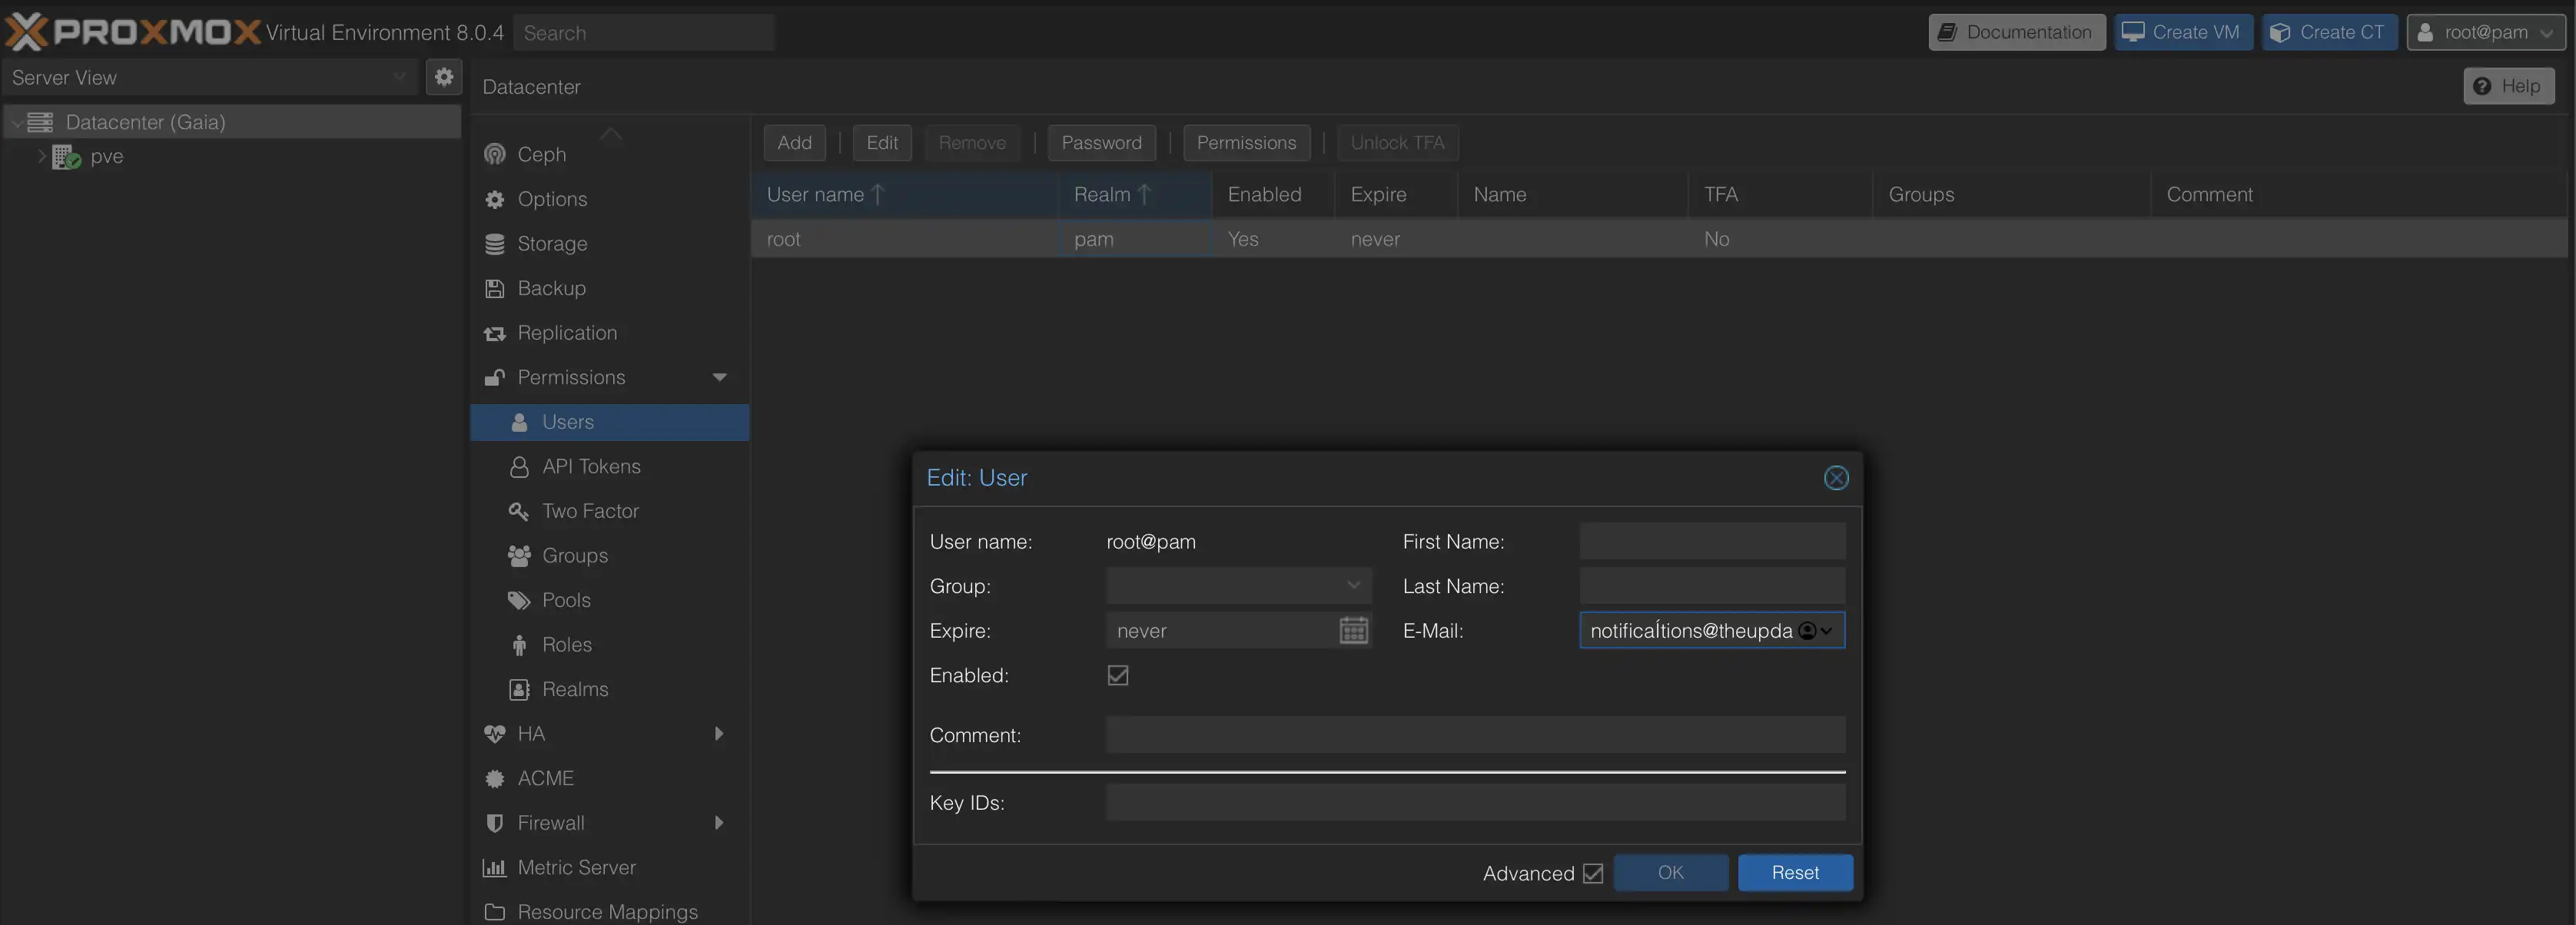 PROXMOX Virtual Environment 8.0.4 Search Documentation Create VM Create CT root@pam
Server View
Datacenter Help
Datacenter (Gaia)
pve
Ceph
Options
Storage
Backup
Replication
Permissions
Users
API Tokens
Two Factor
Groups
Pools
Roles
Realms
HA
ACME
Firewall
Metric Server
Resource Mappings
Add Edit Remove Password Permissions Unlock TFA
User name Realm Enabled Expire Name TFA Groups Comment
root pam Yes never No
Edit: User
User name: root@pam First Name:
Group: Last Name:
Expire: never E-Mail: notificaÍtions@theupda
Enabled:
Comment:
Key IDs:
Advanced OK Reset